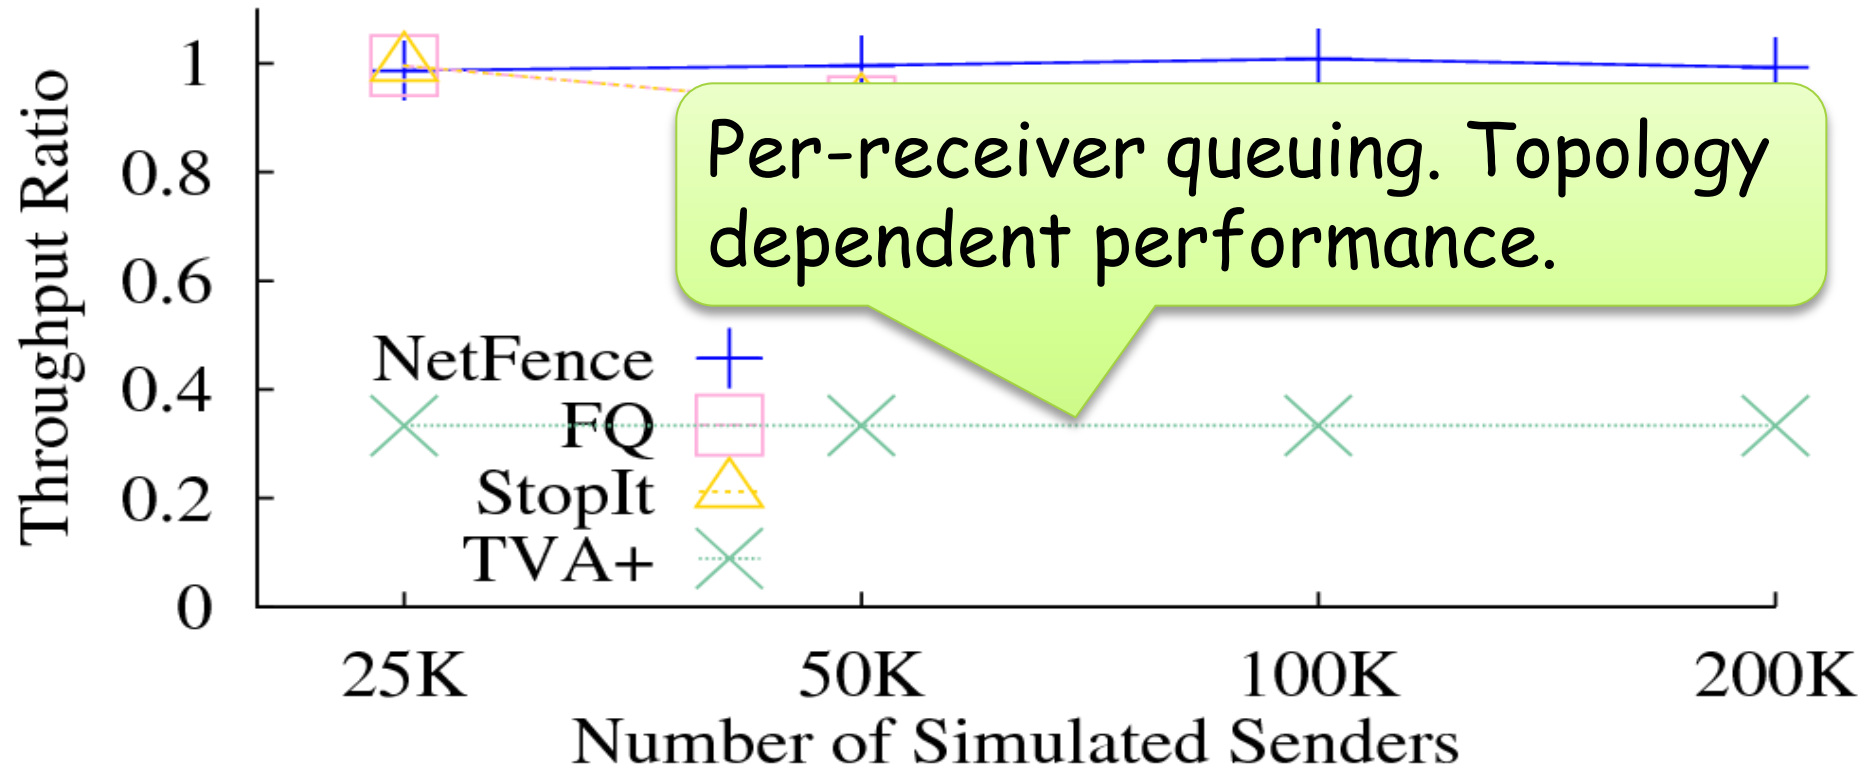 Throughput Ratio
1
0.8
0.6
0.4
0.2
0
Per-receiver queuing. Topology
dependent performance.
NetFence
FQ
StopIt
TVA+
25K 50K 100K 200K
Number of Simulated Senders